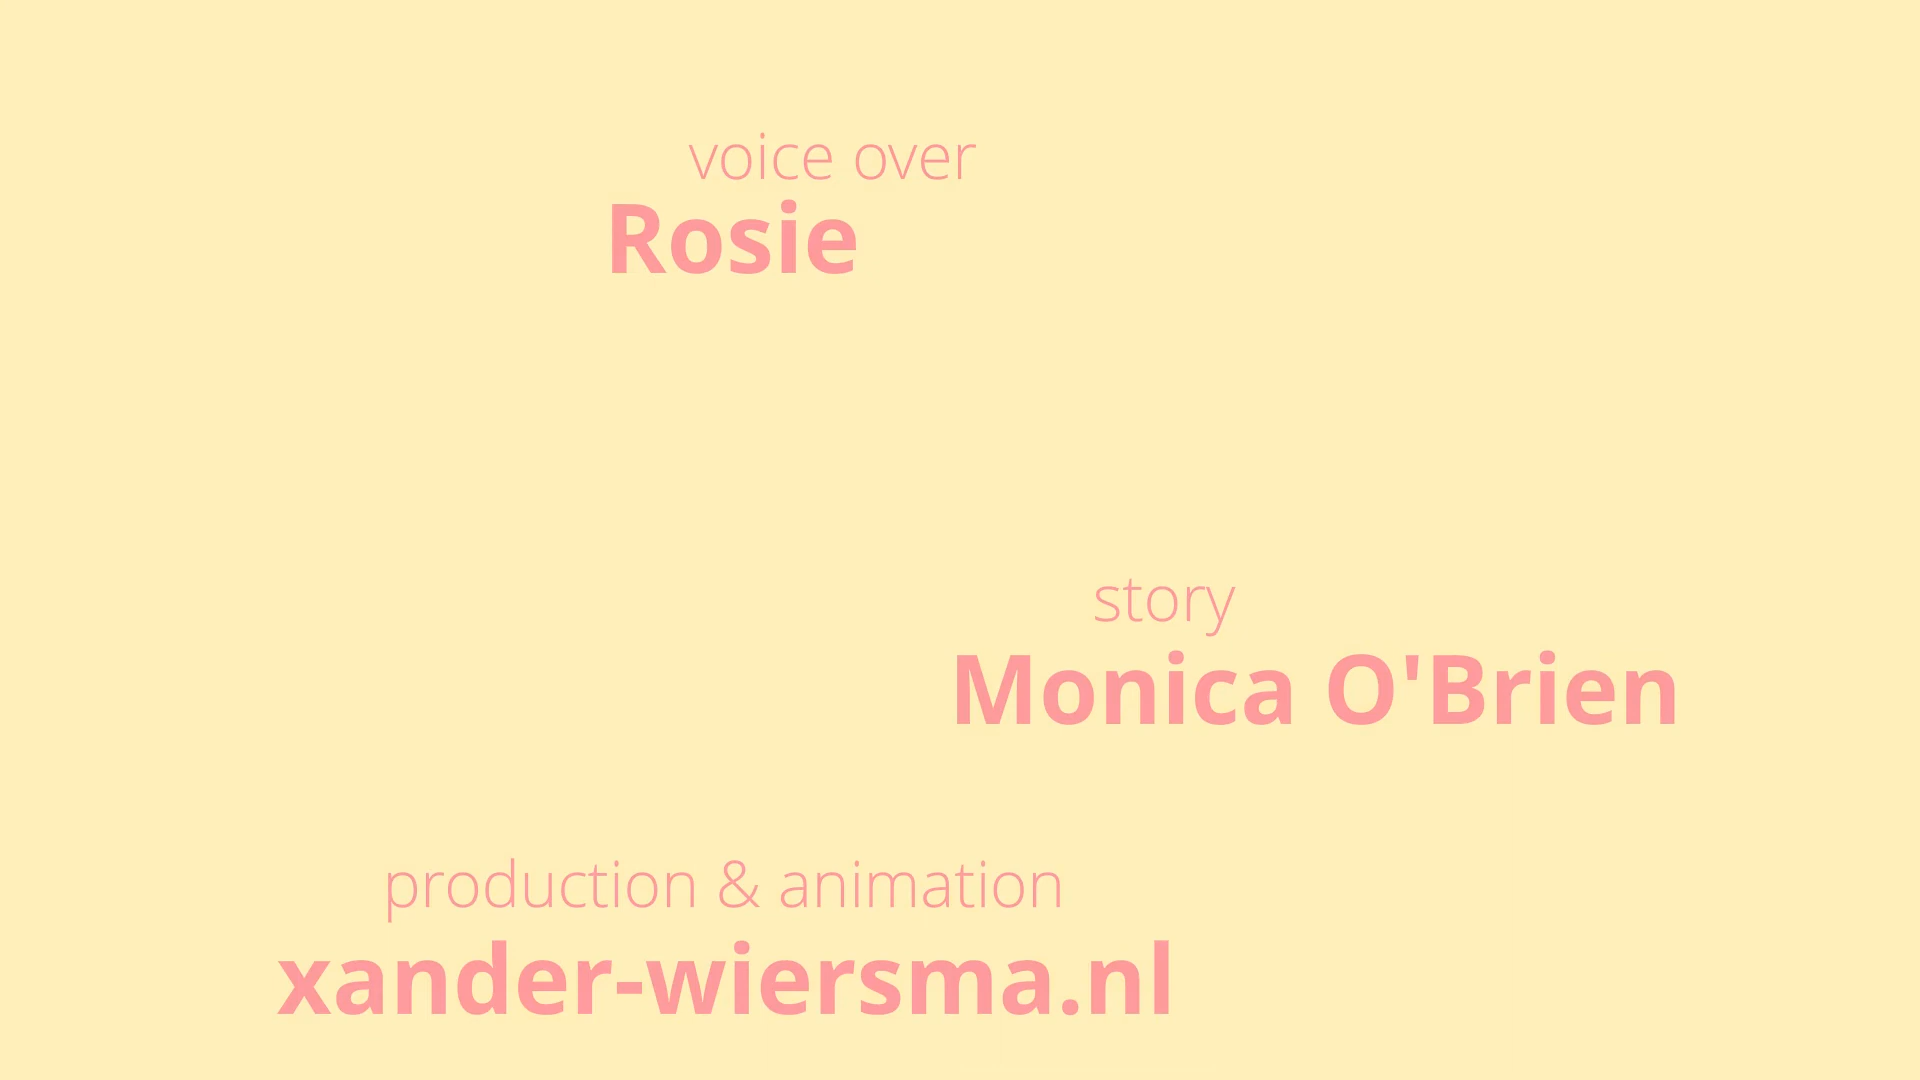 voice over
Rosie
story
Monica O'Brien
production & animation
xander-wiersma.nl